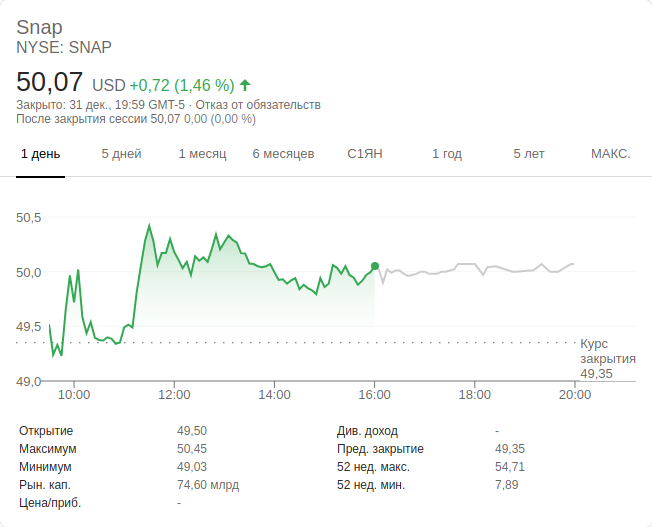 Snap
NYSE: SNAP
50,07 USD +0,72 (1,46 %)
Закрыто: 31 дек., 19:59 GMT-5 · Отказ от обязательств
После закрытия сессии 50,07 0,00 (0,00 %)
1 день 5 дней 1 месяц 6 месяцев С1ЯН 1 год 5 лет МАКС.
50,5
50,0
49,5
Курс
закрытия
49,35
49,0
10:00 12:00 14:00 16:00 18:00 20:00
Открытие 49,50 Див. доход -
Максимум 50,45 Пред. закрытие 49,35
Минимум 49,03 52 нед. макс. 54,71
Рын. кап. 74,60 млрд 52 нед. мин. 7,89
Цена/приб. -